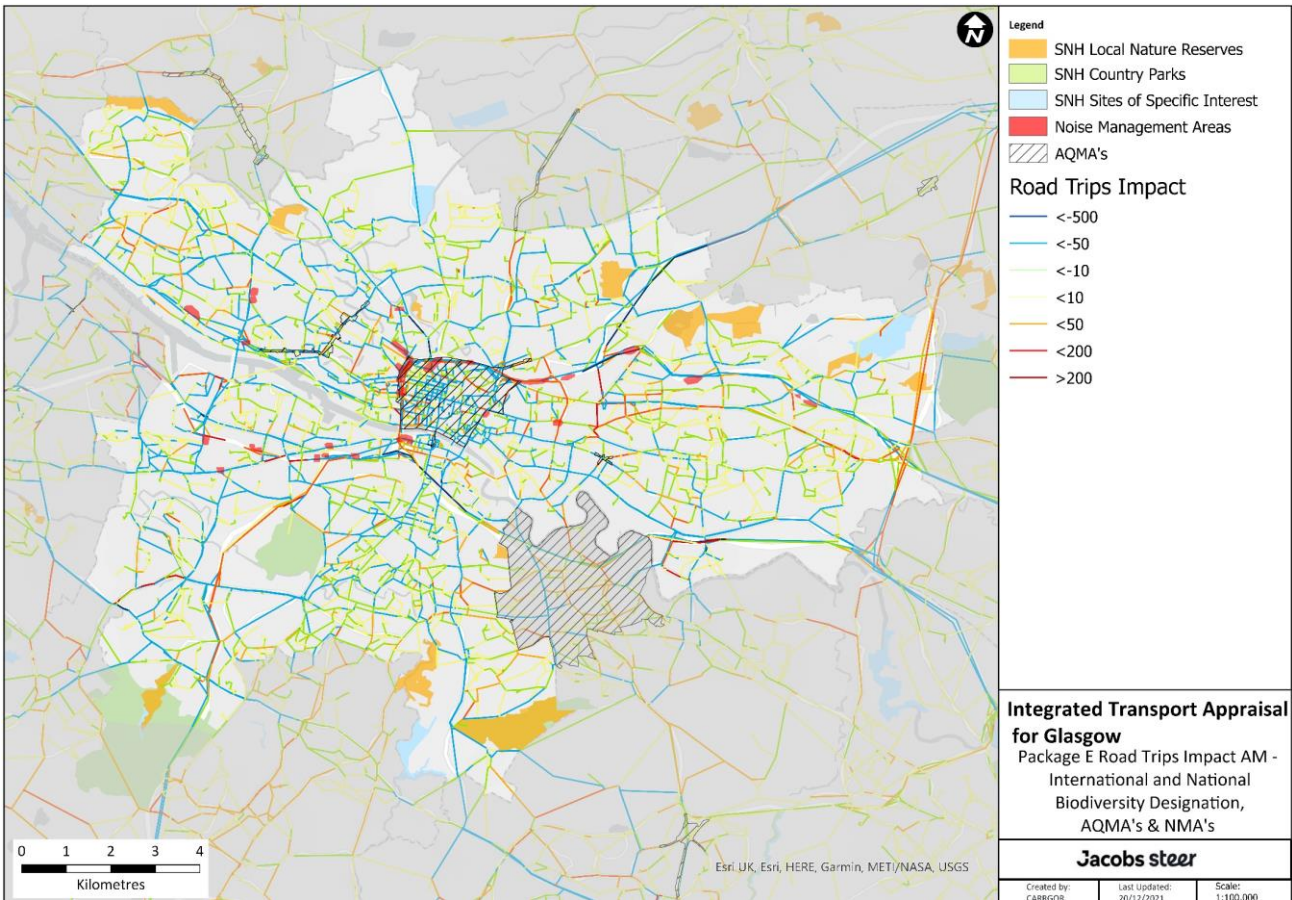 N
Legend
SNH Local Nature Reserves
SNH Country Parks
SNH Sites of Specific Interest
Noise Management Areas
AQMA's
Road Trips Impact
<-500
<-50
<-10
<10
<50
<200
>200
0 1 2 3 4
Kilometres
Esri UK, Esri, HERE, Garmin, METI/NASA, USGS
Integrated Transport Appraisal
for Glasgow
Package E Road Trips Impact AM -
International and National
Biodiversity Designation,
AQMA's & NMA's
Jacobs steer
Created by:
CABRGOR
Last Updated:
20/12/2021
Scale:
1:100,000